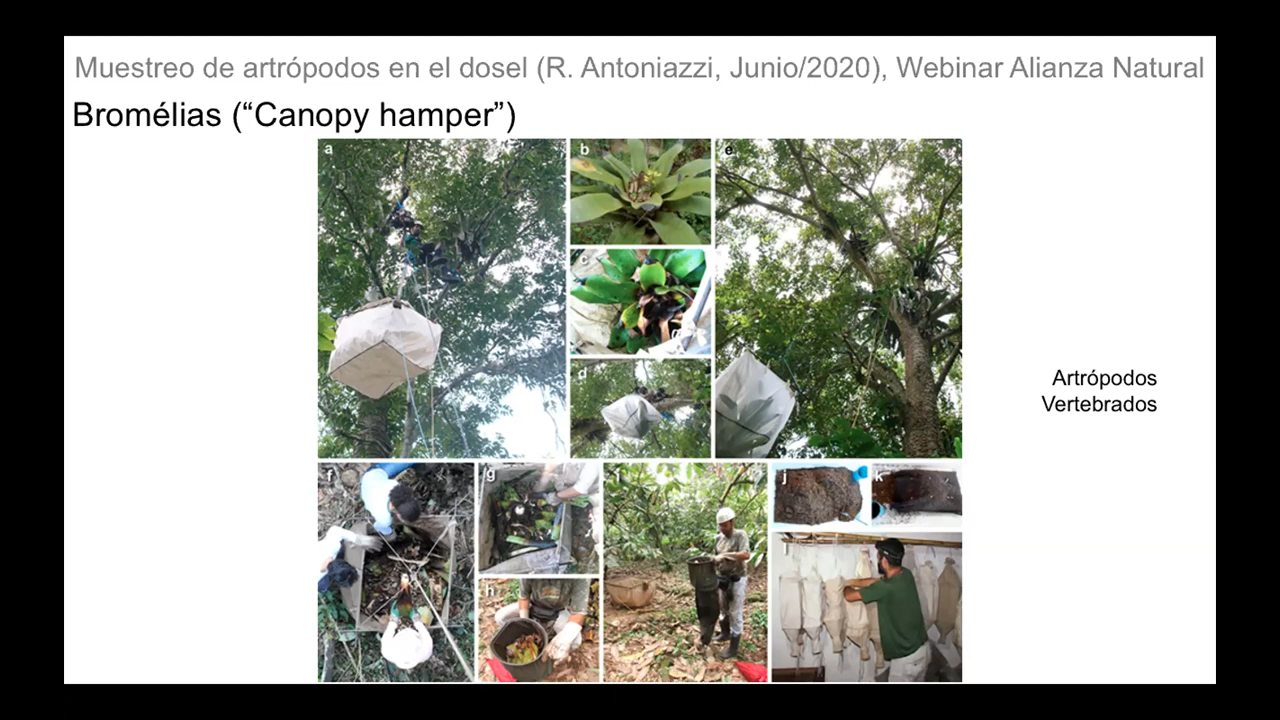 Muestreo de artrópodos en el dosel (R. Antoniazzi, Junio/2020), Webinar Alianza Natural
Bromélias (“Canopy hamper”)
a
b
e
c
d
Artrópodos
Vertebrados
f
g
i
j
k
h